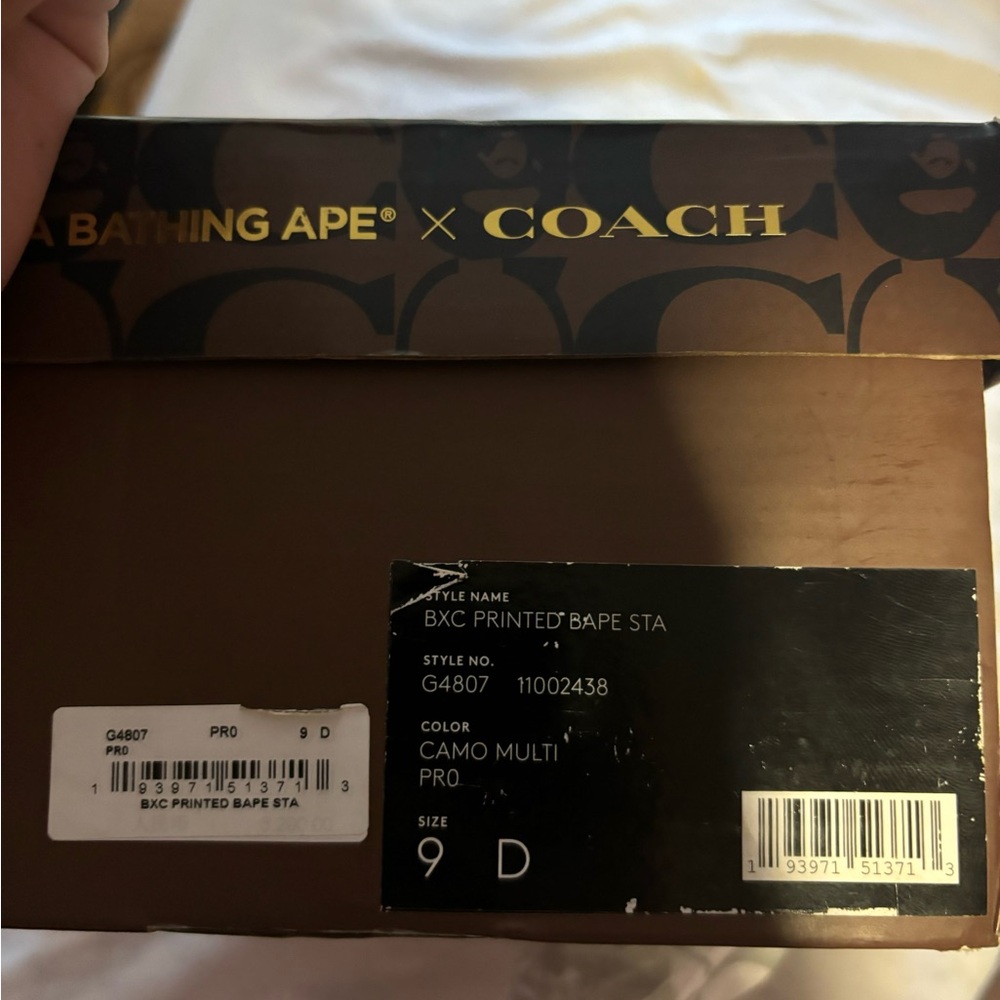 A BATHING APE® × COACH
STYLE NAME
BXC PRINTED BAPE STA
STYLE NO.
G4807 11002438
COLOR
CAMO MULTI
PR0
SIZE
9 D
1 93971 51371 3
G4807 PR0 9 D
PR0
1 93971 51371 3
BXC PRINTED BAPE STA